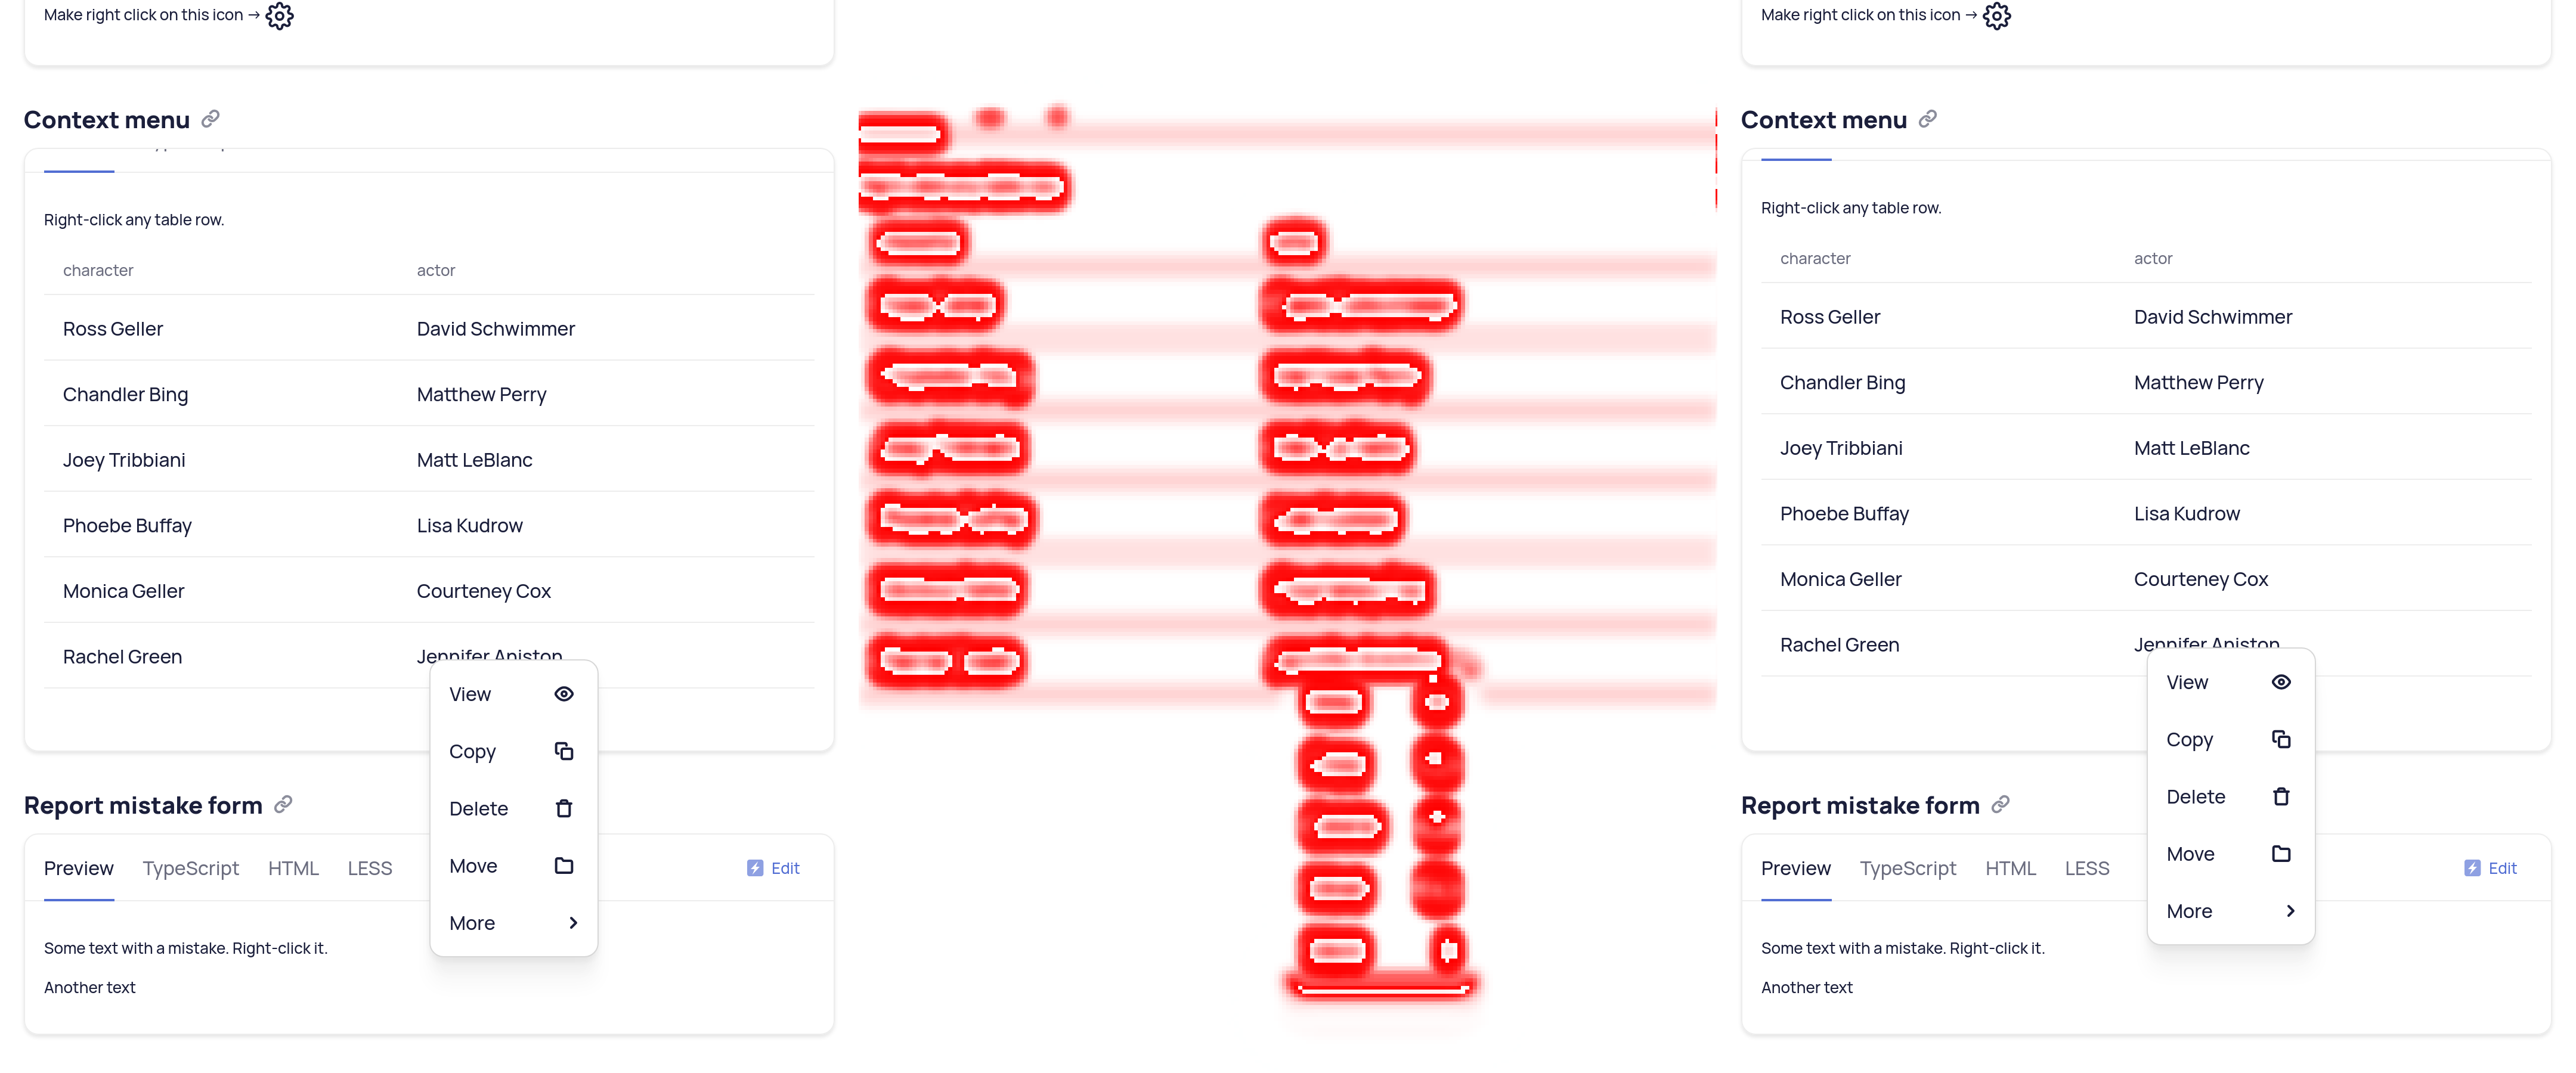 Make right click on this icon →
Context menu
Right-click any table row.
character actor
Ross Geller David Schwimmer
Chandler Bing Matthew Perry
Joey Tribbiani Matt LeBlanc
Phoebe Buffay Lisa Kudrow
Monica Geller Courteney Cox
Rachel Green Jennifer Aniston
View
Copy
Delete
Move
More
Report mistake form
Preview TypeScript HTML LESS Edit
Some text with a mistake. Right-click it.
Another text
Make right click on this icon →
Context menu
Right-click any table row.
character actor
Ross Geller David Schwimmer
Chandler Bing Matthew Perry
Joey Tribbiani Matt LeBlanc
Phoebe Buffay Lisa Kudrow
Monica Geller Courteney Cox
Rachel Green Jennifer Aniston
View
Copy
Delete
Move
More
Report mistake form
Preview TypeScript HTML LESS Edit
Some text with a mistake. Right-click it.
Another text